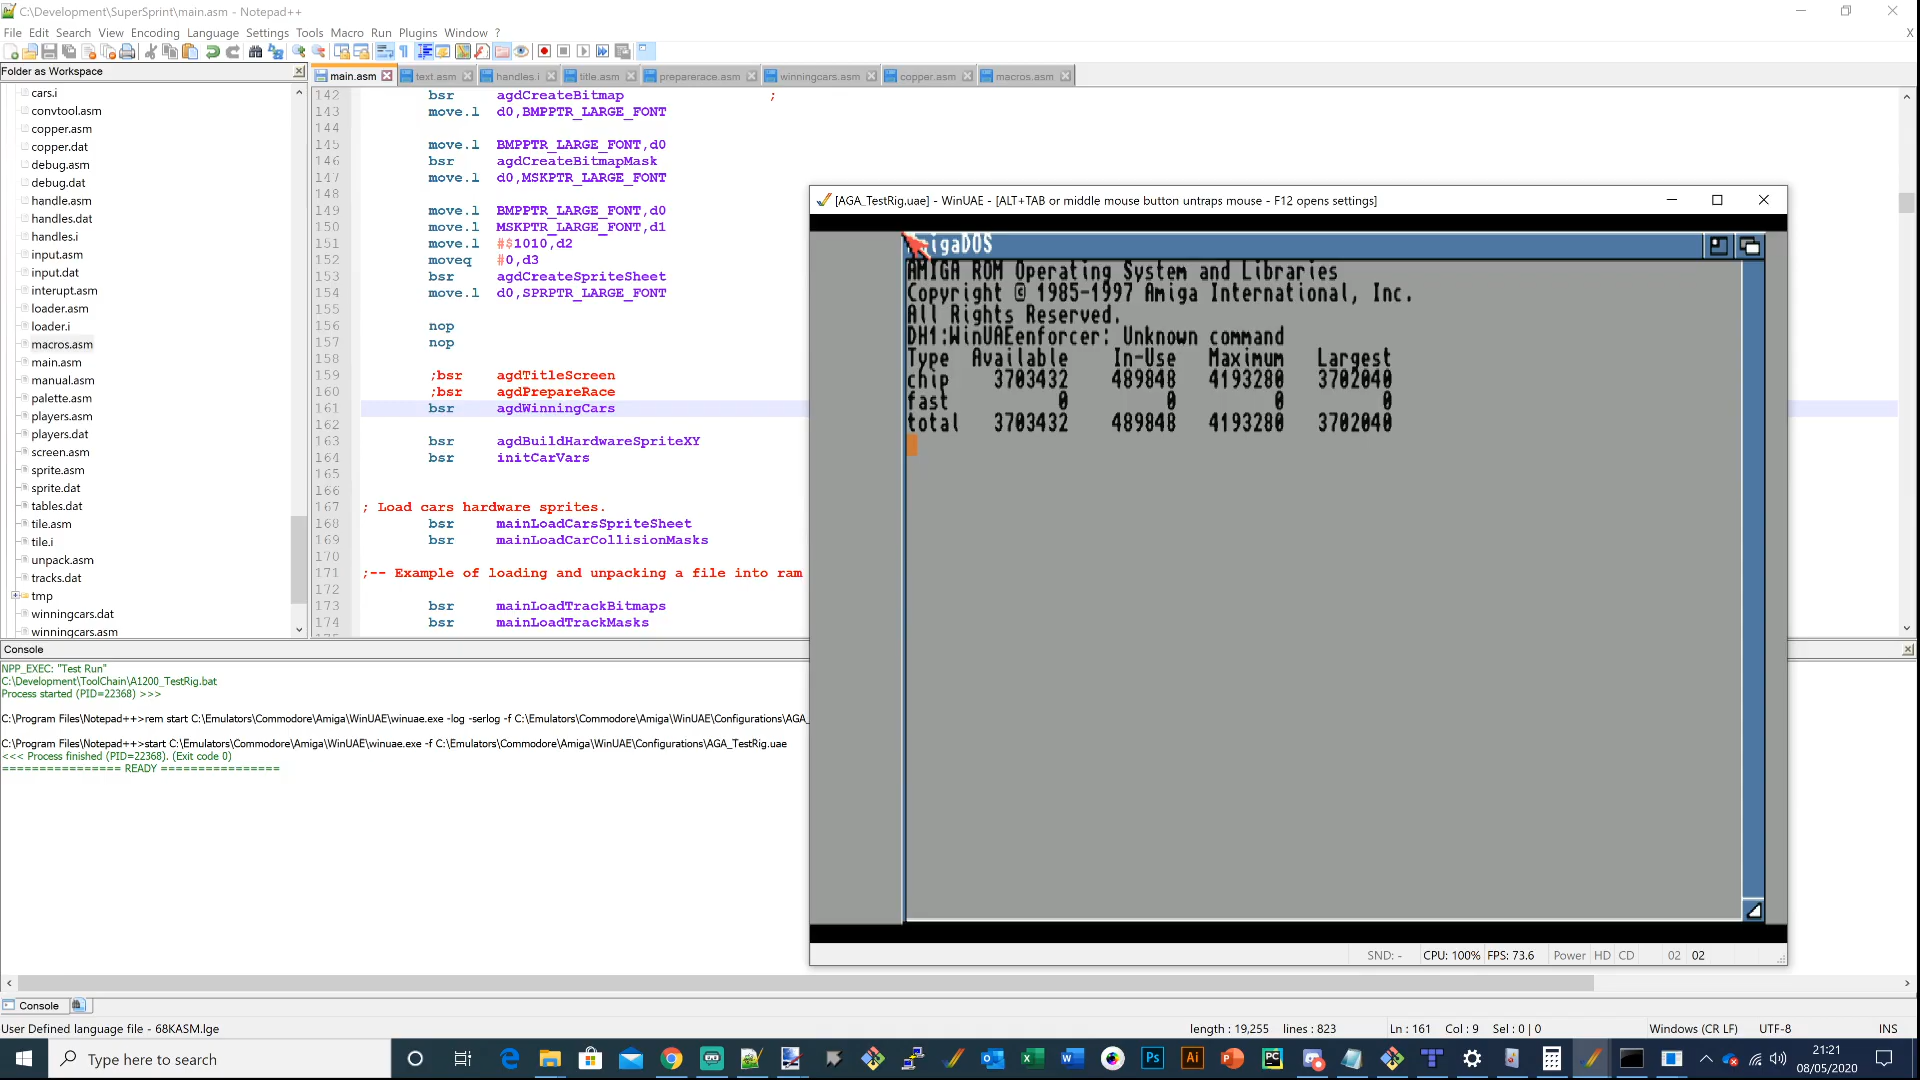 C:\Development\SuperSprint\main.asm - Notepad++
File Edit Search View Encoding Language Settings Tools Macro Run Plugins Window ? X
Folder as Workspace
main.asm text.asm handles.i title.asm preparerace.asm winningcars.asm copper.asm macros.asm
cars.i
convtool.asm
copper.asm
copper.dat
debug.asm
debug.dat
handle.asm
handles.dat
handles.i
input.asm
input.dat
interupt.asm
loader.asm
loader.i
macros.asm
main.asm
manual.asm
palette.asm
players.asm
players.dat
screen.asm
sprite.asm
sprite.dat
tables.dat
tile.asm
tile.i
unpack.asm
tracks.dat
tmp
winningcars.dat
winningcars.asm
142 bsr agdCreateBitmap ;
143 move.l d0,BMPPTR_LARGE_FONT
144
145 move.l BMPPTR_LARGE_FONT,d0
146 bsr agdCreateBitmapMask
147 move.l d0,MSKPTR_LARGE_FONT
148
149 move.l BMPPTR_LARGE_FONT,d0
150 move.l MSKPTR_LARGE_FONT,d1
151 move.l #$1010,d2
152 moveq #0,d3
153 bsr agdCreateSpriteSheet
154 move.l d0,SPRPTR_LARGE_FONT
155
156 nop
157 nop
158
159 ;bsr agdTitleScreen
160 ;bsr agdPrepareRace
161 bsr agdWinningCars
162
163 bsr agdBuildHardwareSpriteXY
164 bsr initCarVars
165
166
167 ; Load cars hardware sprites.
168 bsr mainLoadCarsSpriteSheet
169 bsr mainLoadCarCollisionMasks
170
171 ;-- Example of loading and unpacking a file into ram
172
173 bsr mainLoadTrackBitmaps
174 bsr mainLoadTrackMasks
[AGA_TestRig.uae] - WinUAE - [ALT+TAB or middle mouse button untraps mouse - F12 opens settings]
igaDOS
AMIGA ROM Operating System and Libraries
Copyright © 1985-1997 Amiga International, Inc.
All Rights Reserved.
DH1:WinUAEenforcer: Unknown command
Type Available In-Use Maximum Largest
chip 3703432 489848 4193280 3702040
fast 0 0 0 0
total 3703432 489848 4193280 3702040
SND: - CPU: 100% FPS: 73.6 Power HD CD 02 02
Console
NPP_EXEC: "Test Run"
C:\Development\ToolChain\A1200_TestRig.bat
Process started (PID=22368) >>>
C:\Program Files\Notepad++>rem start C:\Emulators\Commodore\Amiga\WinUAE\winuae.exe -log -serlog -f C:\Emulators\Commodore\Amiga\WinUAE\Configurations\AGA_
C:\Program Files\Notepad++>start C:\Emulators\Commodore\Amiga\WinUAE\winuae.exe -f C:\Emulators\Commodore\Amiga\WinUAE\Configurations\AGA_TestRig.uae
<<< Process finished (PID=22368). (Exit code 0)
================ READY ================
Console
User Defined language file - 68KASM.lge length : 19,255 lines : 823 Ln : 161 Col : 9 Sel : 0 | 0 Windows (CR LF) UTF-8 INS
Type here to search
21:21
08/05/2020